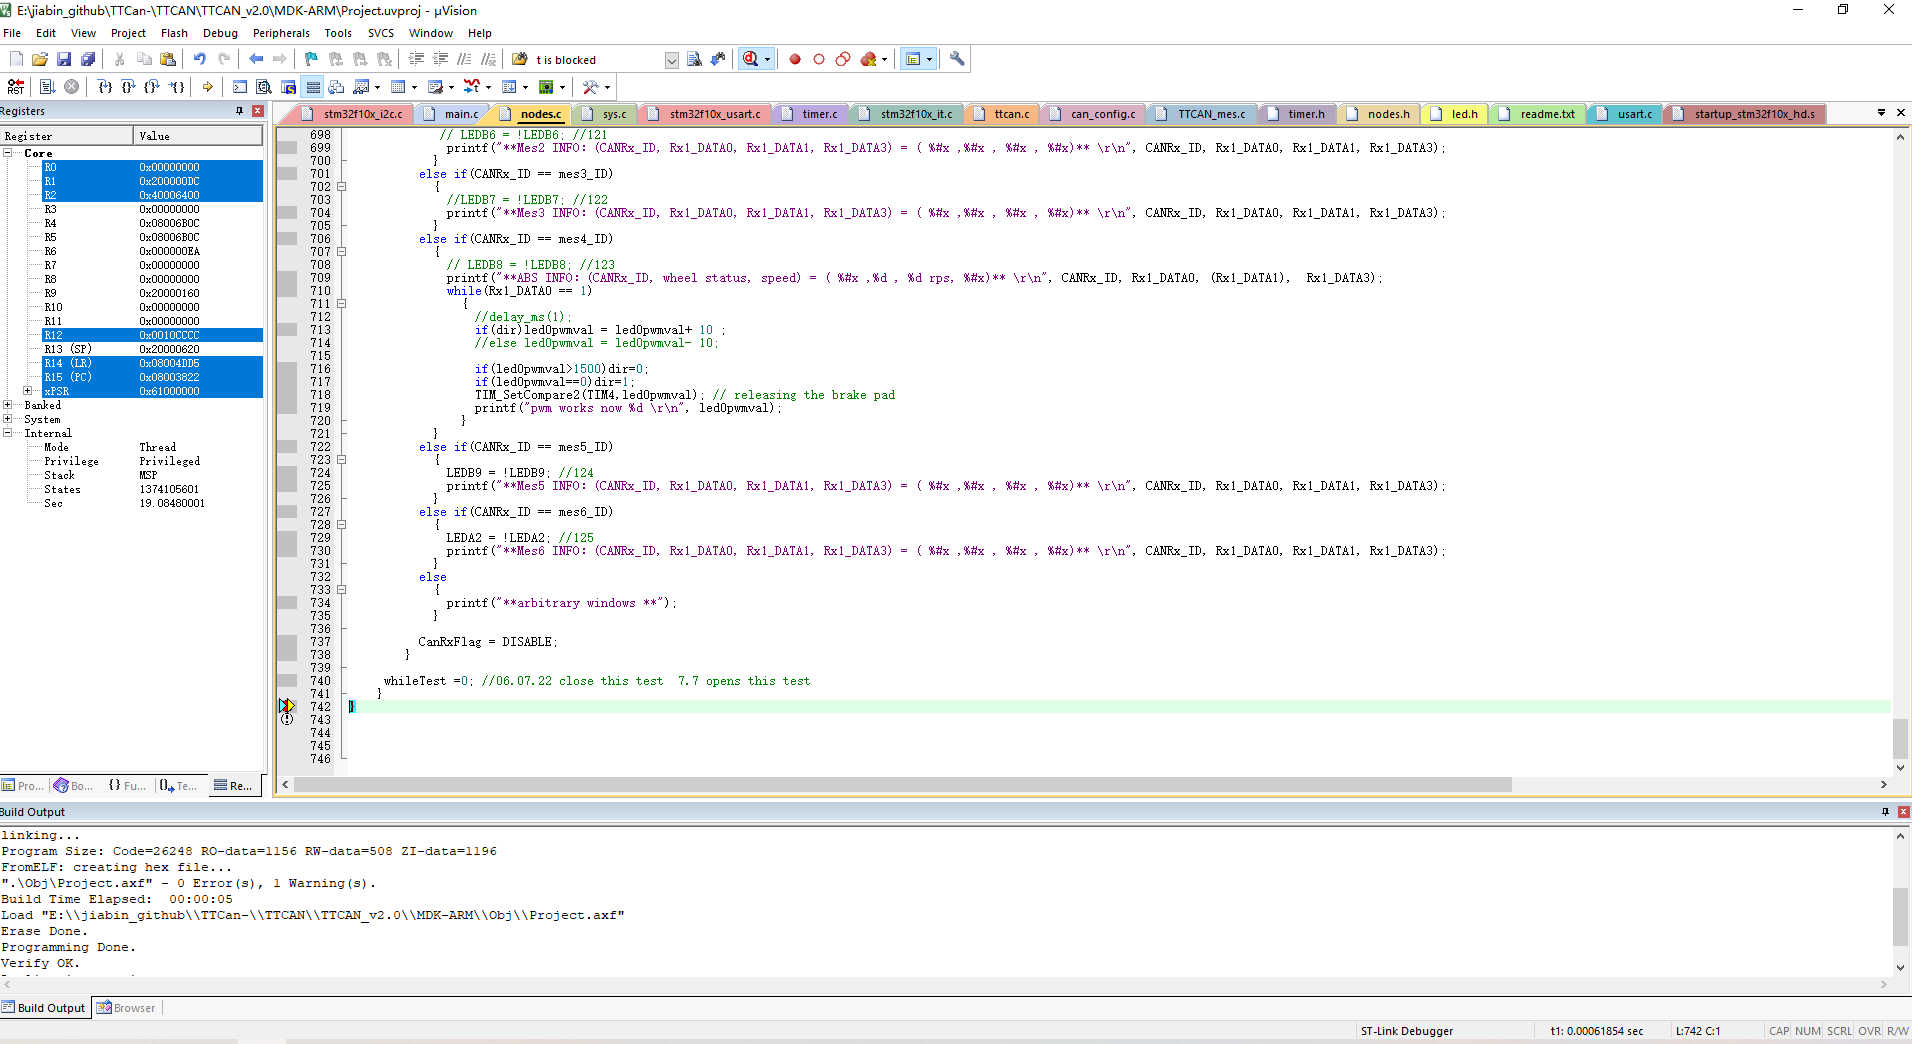 E:\jiabin_github\TTCan-\TTCAN\TTCAN_v2.0\MDK-ARM\Project.uvproj - µVision
File Edit View Project Flash Debug Peripherals Tools SVCS Window Help
t is blocked
RST
Registers
stm32f10x_i2c.c main.c nodes.c sys.c stm32f10x_usart.c timer.c stm32f10x_it.c ttcan.c can_config.c TTCAN_mes.c timer.h nodes.h led.h readme.txt usart.c startup_stm32f10x_hd.s
Register Value
Core
R0 0x00000000
R1 0x200000DC
R2 0x40006400
R3 0x00000000
R4 0x08006B0C
R5 0x08006B0C
R6 0x000000EA
R7 0x00000000
R8 0x00000000
R9 0x20000160
R10 0x00000000
R11 0x00000000
R12 0x0010CCCC
R13 (SP) 0x20000620
R14 (LR) 0x08004DD5
R15 (PC) 0x08003822
xPSR 0x61000000
Banked
System
Internal
Mode Thread
Privilege Privileged
Stack MSP
States 1374105601
Sec 19.08480001
Pro... Bo... {} Fu... Te... Re...
698 // LEDB6 = !LEDB6; //121
699 printf("**Mes2 INFO: (CANRx_ID, Rx1_DATA0, Rx1_DATA1, Rx1_DATA3) = ( %#x ,%#x , %#x , %#x)** \r\n", CANRx_ID, Rx1_DATA0, Rx1_DATA1, Rx1_DATA3);
700 }
701 else if(CANRx_ID == mes3_ID)
702 {
703 //LEDB7 = !LEDB7; //122
704 printf("**Mes3 INFO: (CANRx_ID, Rx1_DATA0, Rx1_DATA1, Rx1_DATA3) = ( %#x ,%#x , %#x , %#x)** \r\n", CANRx_ID, Rx1_DATA0, Rx1_DATA1, Rx1_DATA3);
705 }
706 else if(CANRx_ID == mes4_ID)
707 {
708 // LEDB8 = !LEDB8; //123
709 printf("**ABS INFO: (CANRx_ID, wheel status, speed) = ( %#x ,%d , %d rps, %#x)** \r\n", CANRx_ID, Rx1_DATA0, (Rx1_DATA1), Rx1_DATA3);
710 while(Rx1_DATA0 == 1)
711 {
712 //delay_ms(1);
713 if(dir)led0pwmval = led0pwmval+ 10 ;
714 //else led0pwmval = led0pwmval- 10;
715
716 if(led0pwmval>1500)dir=0;
717 if(led0pwmval==0)dir=1;
718 TIM_SetCompare2(TIM4,led0pwmval); // releasing the brake pad
719 printf("pwm works now %d \r\n", led0pwmval);
720 }
721 }
722 else if(CANRx_ID == mes5_ID)
723 {
724 LEDB9 = !LEDB9; //124
725 printf("**Mes5 INFO: (CANRx_ID, Rx1_DATA0, Rx1_DATA1, Rx1_DATA3) = ( %#x ,%#x , %#x , %#x)** \r\n", CANRx_ID, Rx1_DATA0, Rx1_DATA1, Rx1_DATA3);
726 }
727 else if(CANRx_ID == mes6_ID)
728 {
729 LEDA2 = !LEDA2; //125
730 printf("**Mes6 INFO: (CANRx_ID, Rx1_DATA0, Rx1_DATA1, Rx1_DATA3) = ( %#x ,%#x , %#x , %#x)** \r\n", CANRx_ID, Rx1_DATA0, Rx1_DATA1, Rx1_DATA3);
731 }
732 else
733 {
734 printf("**arbitrary windows **");
735 }
736
737 CanRxFlag = DISABLE;
738 }
739
740 whileTest =0; //06.07.22 close this test 7.7 opens this test
741 }
742 }
743
744
745
746
Build Output
linking...
Program Size: Code=26248 RO-data=1156 RW-data=508 ZI-data=1196
FromELF: creating hex file...
".\Obj\Project.axf" - 0 Error(s), 1 Warning(s).
Build Time Elapsed: 00:00:05
Load "E:\\jiabin_github\\TTCan-\\TTCAN\\TTCAN_v2.0\\MDK-ARM\\Obj\\Project.axf"
Erase Done.
Programming Done.
Verify OK.
Build Output Browser
ST-Link Debugger t1: 0.00061854 sec L:742 C:1 CAP NUM SCRL OVR R/W